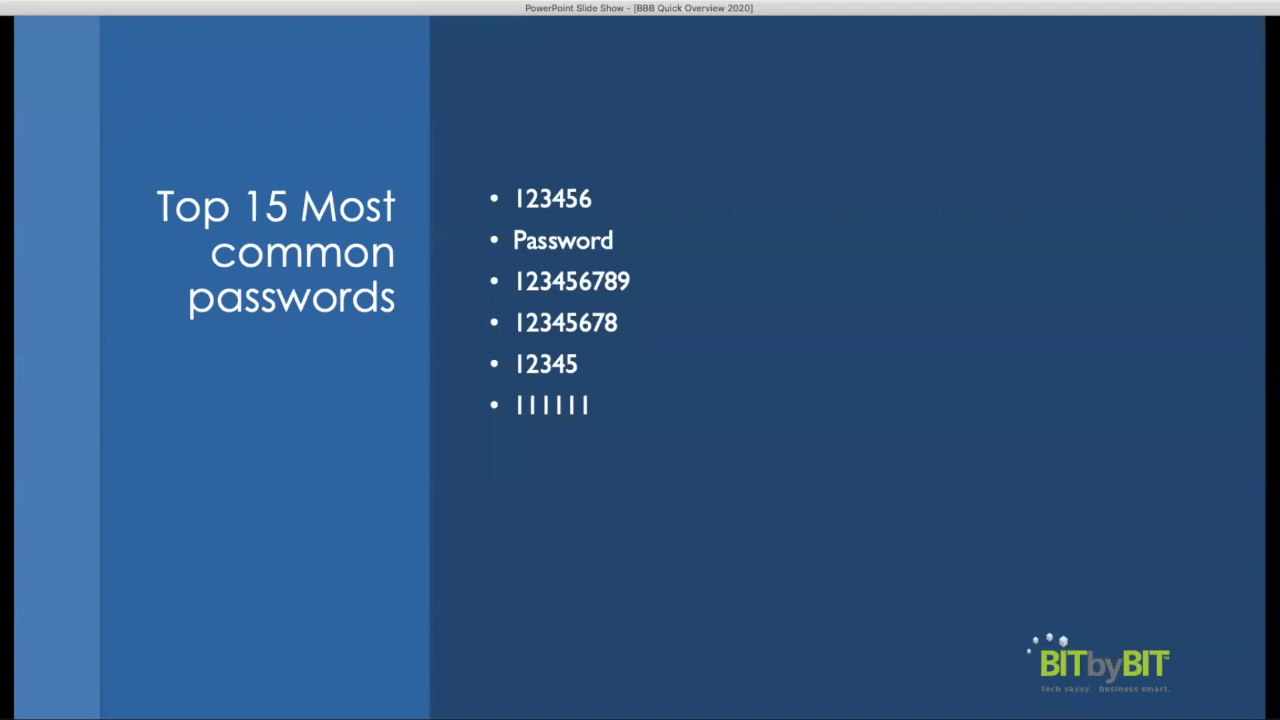 PowerPoint Slide Show - [BBB Quick Overview 2020]
Top 15 Most
common
passwords
• 123456
• Password
• 123456789
• 12345678
• 12345
• 111111
BITbyBIT™
tech savvy. business smart.